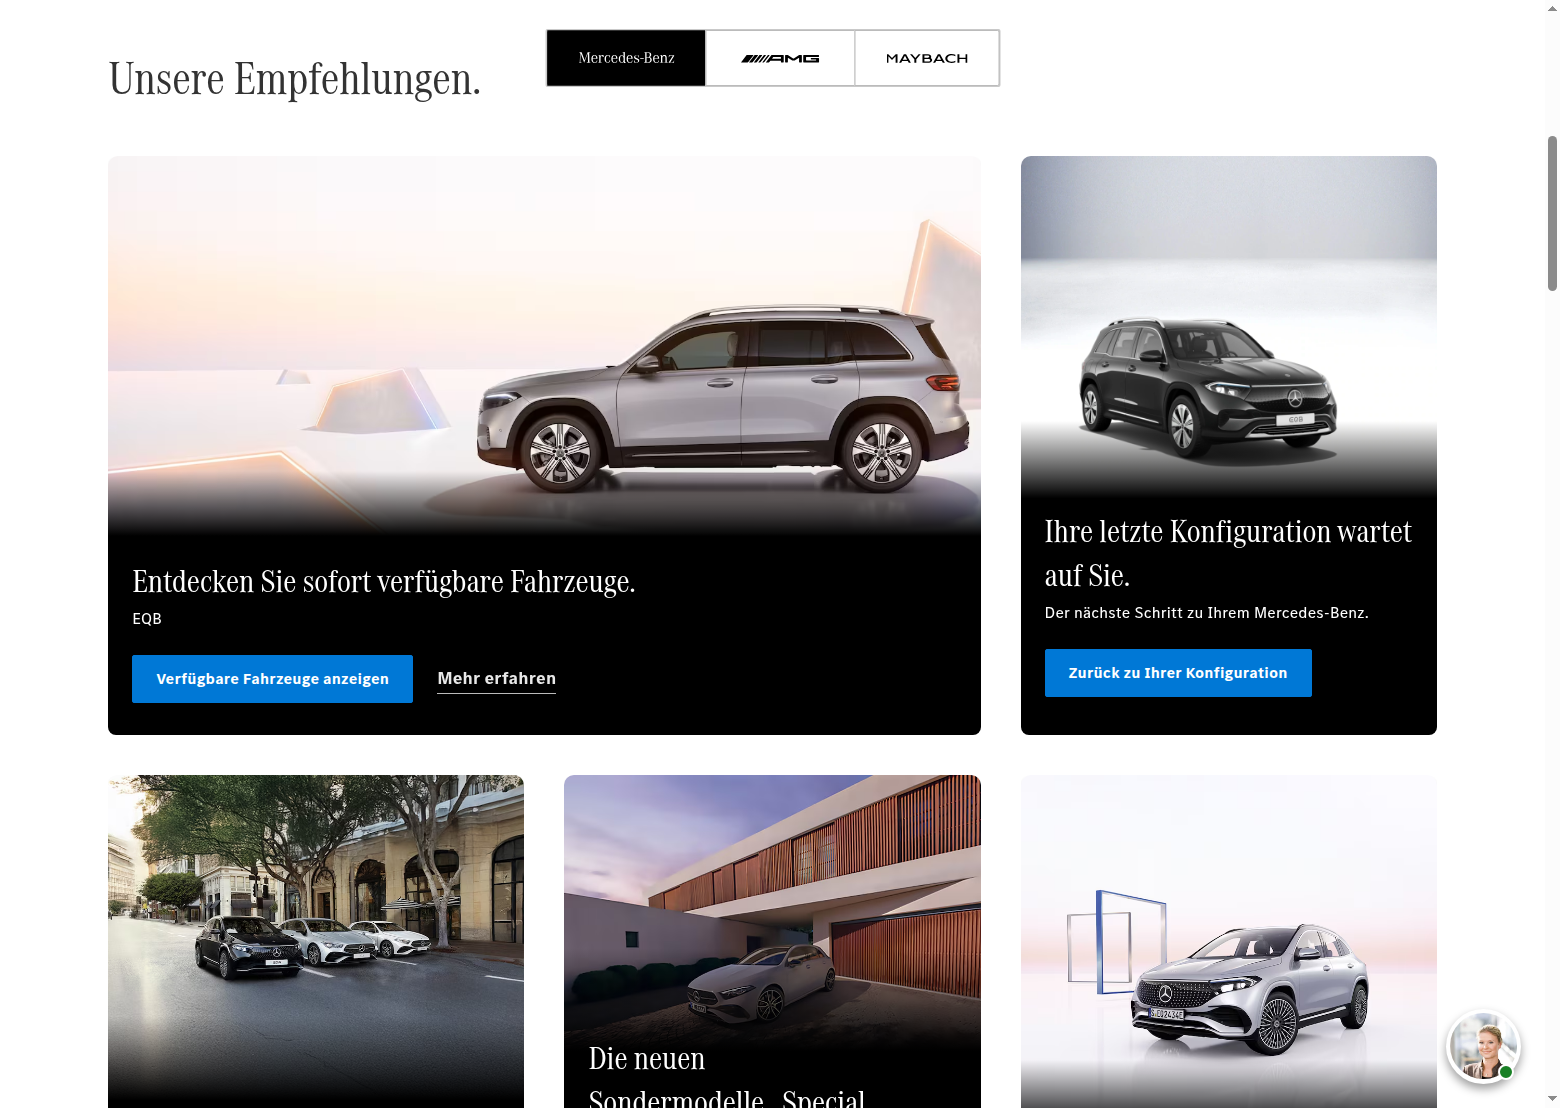 Unsere Empfehlungen.
Mercedes-Benz
AMG
MAYBACH
EQB
Entdecken Sie sofort verfügbare Fahrzeuge.
EQB
Verfügbare Fahrzeuge anzeigen
Mehr erfahren
Ihre letzte Konfiguration wartet
auf Sie.
Der nächste Schritt zu Ihrem Mercedes-Benz.
Zurück zu Ihrer Konfiguration
Die neuen
Sondermodelle „Special